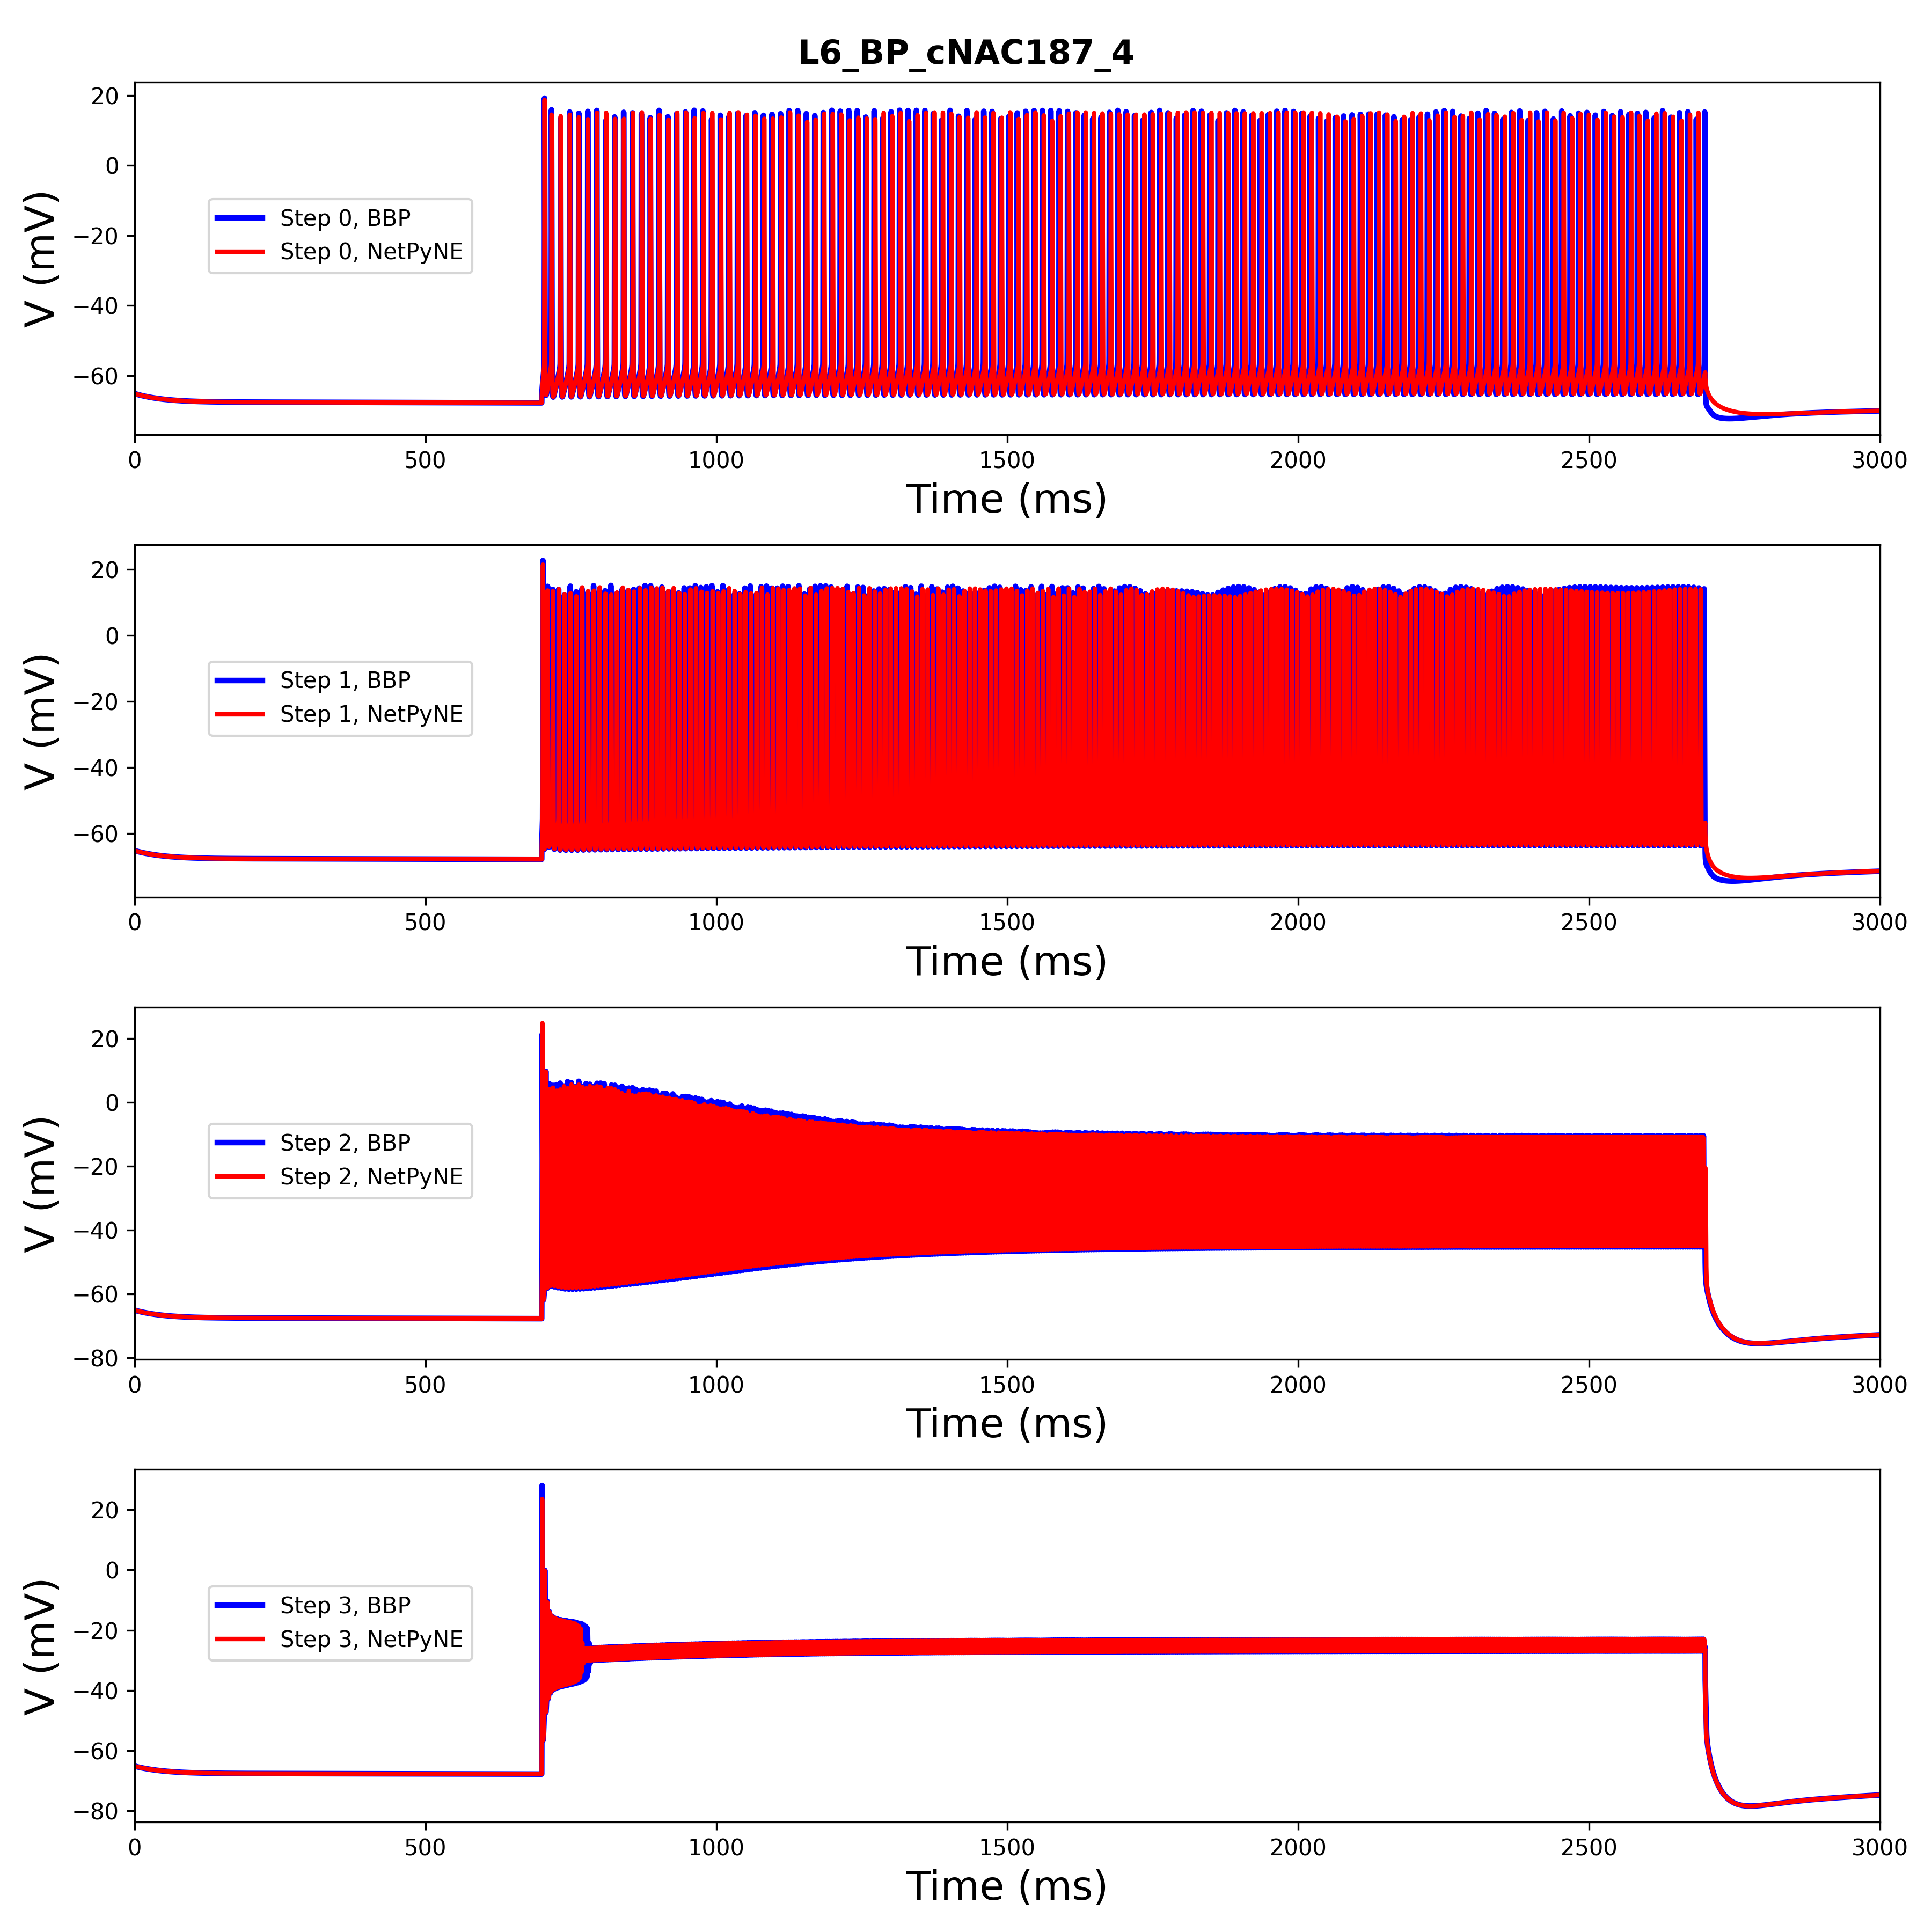 L6_BP_cNAC187_4
20
0
−20
−40
−60
V (mV)
Step 0, BBP
Step 0, NetPyNE
0 500 1000 1500 2000 2500 3000
Time (ms)
20
0
−20
−40
−60
V (mV)
Step 1, BBP
Step 1, NetPyNE
0 500 1000 1500 2000 2500 3000
Time (ms)
20
0
−20
−40
−60
−80
V (mV)
Step 2, BBP
Step 2, NetPyNE
0 500 1000 1500 2000 2500 3000
Time (ms)
20
0
−20
−40
−60
−80
V (mV)
Step 3, BBP
Step 3, NetPyNE
0 500 1000 1500 2000 2500 3000
Time (ms)